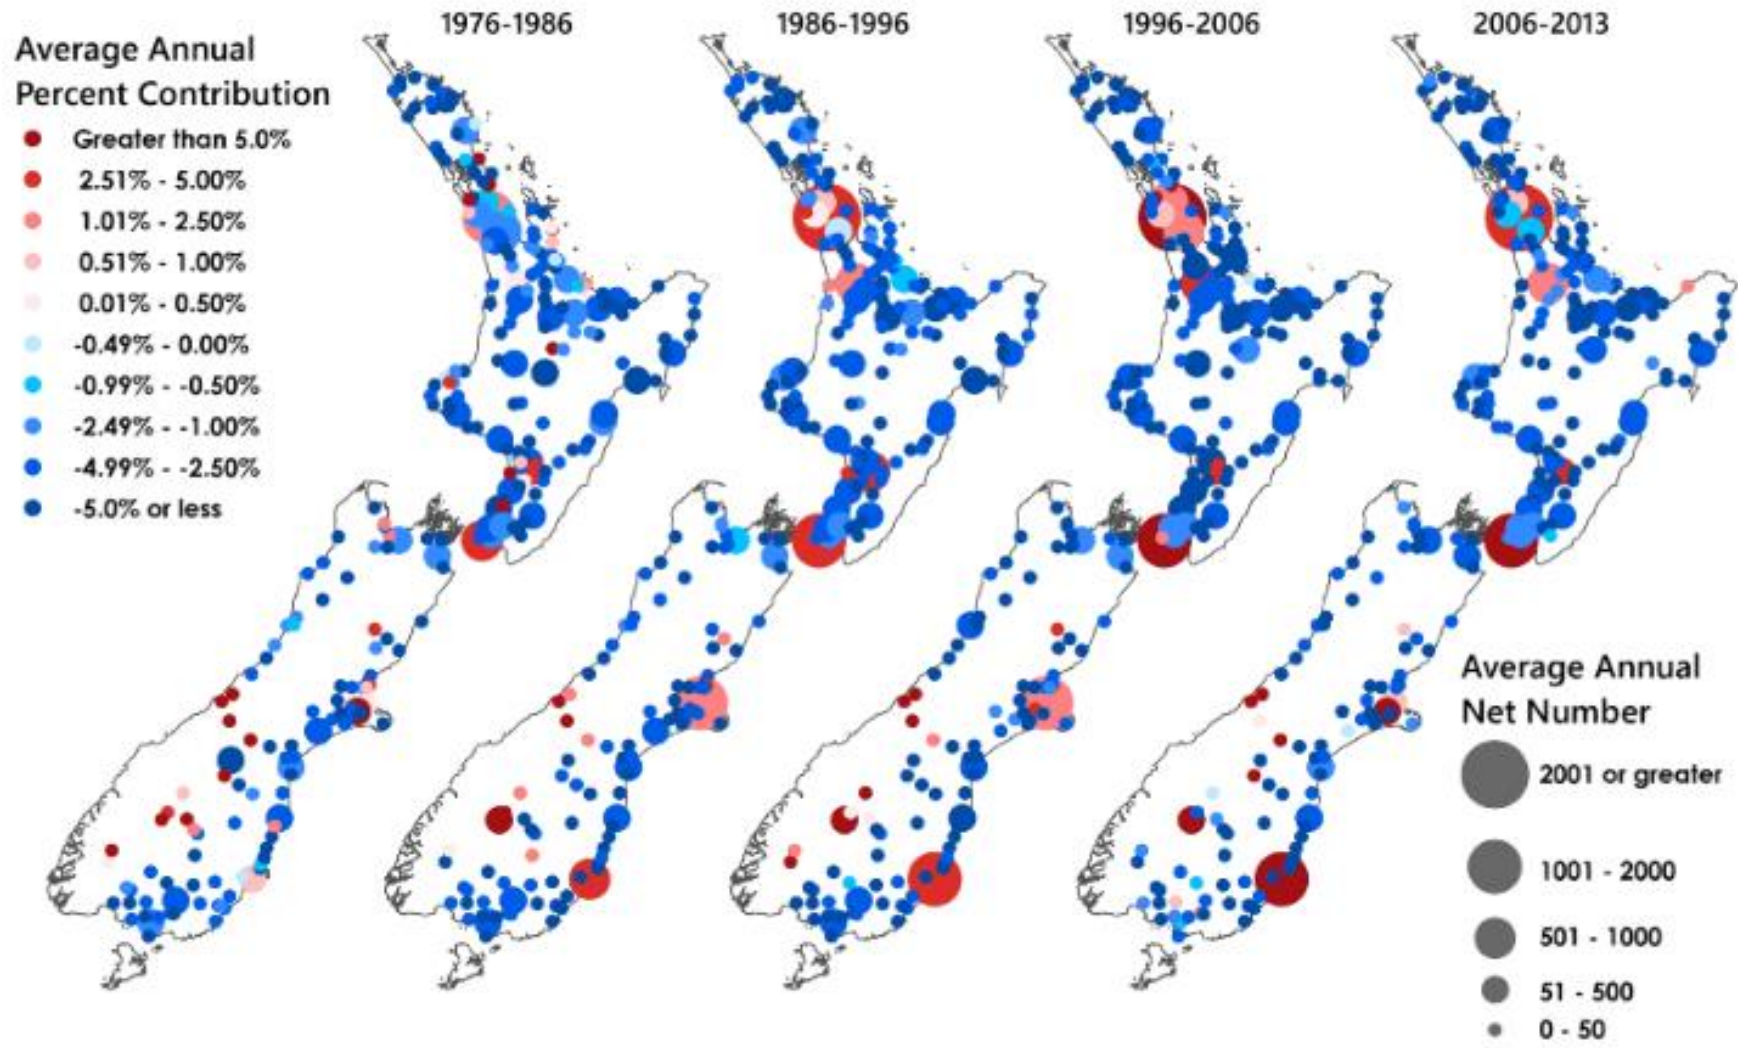 1976-1986
1986-1996
1996-2006
2006-2013
Average Annual
Percent Contribution
Greater than 5.0%
2.51% - 5.00%
1.01% - 2.50%
0.51% - 1.00%
0.01% - 0.50%
-0.49% - 0.00%
-0.99% - -0.50%
-2.49% - -1.00%
-4.99% - -2.50%
-5.0% or less
Average Annual
Net Number
2001 or greater
1001 - 2000
501 - 1000
51 - 500
0 - 50